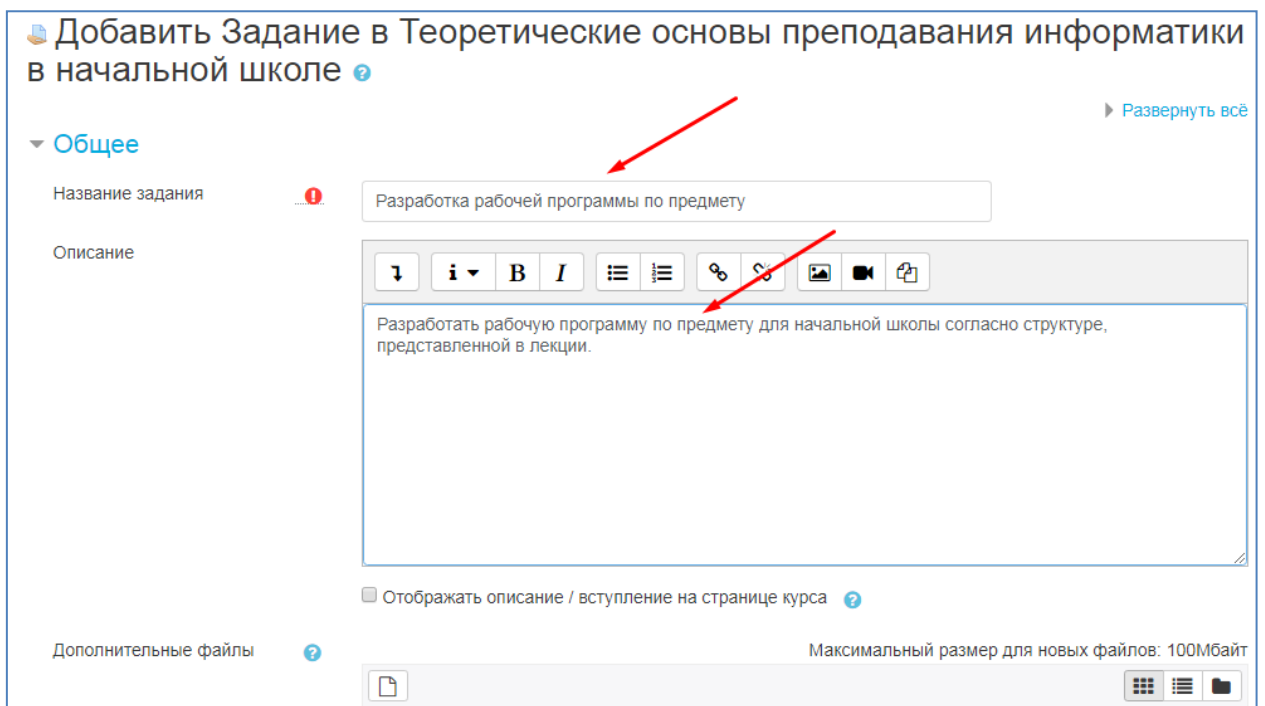 Добавить Задание в Теоретические основы преподавания информатики
в начальной школе
Развернуть всё
Общее
Название задания
Разработка рабочей программы по предмету
Описание
i B I
Разработать рабочую программу по предмету для начальной школы согласно структуре,
представленной в лекции.
Отображать описание / вступление на странице курса
Дополнительные файлы
Максимальный размер для новых файлов: 100Мбайт